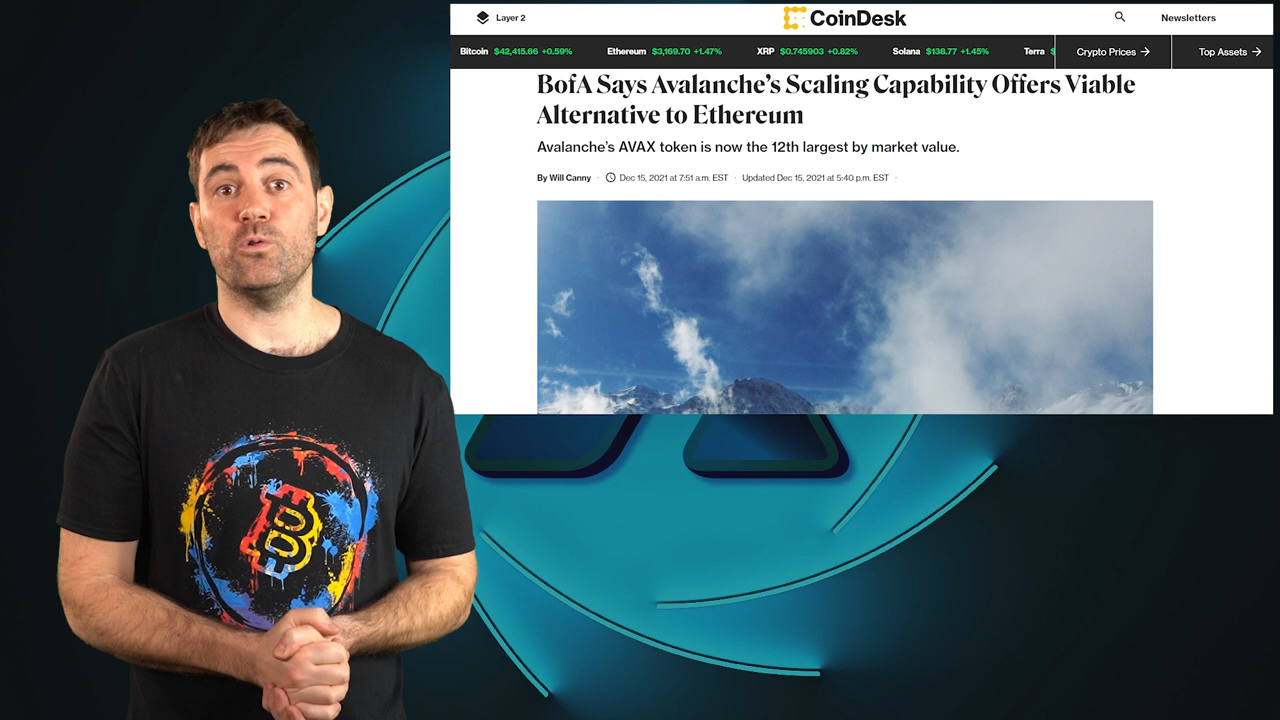 Layer 2
CoinDesk
Newsletters
Bitcoin $42,415.66 +0.59% Ethereum $3,169.70 +1.47% XRP $0.745903 +0.82% Solana $138.77 +1.45% Terra $ Crypto Prices → Top Assets →
BofA Says Avalanche's Scaling Capability Offers Viable
Alternative to Ethereum
Avalanche's AVAX token is now the 12th largest by market value.
By Will Canny · Dec 15, 2021 at 7:51 a.m. EST · Updated Dec 15, 2021 at 5:40 p.m. EST ·